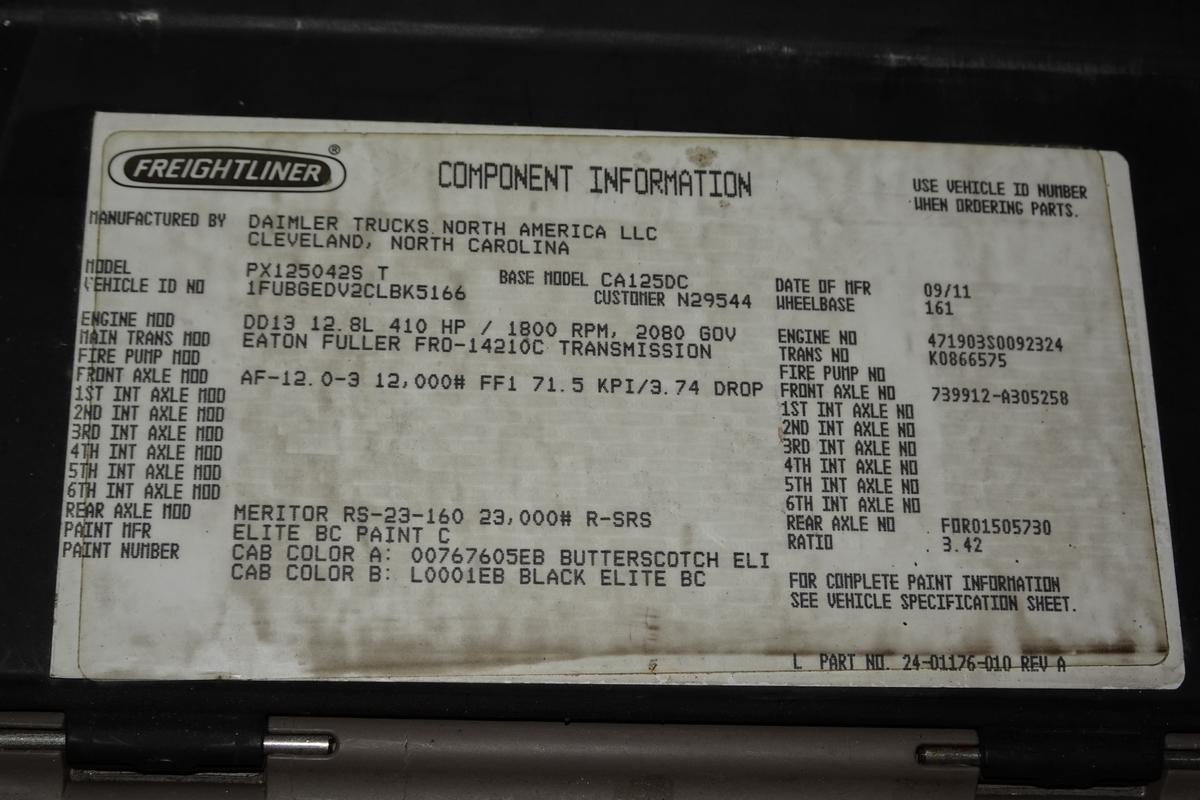 FREIGHTLINER ®
COMPONENT INFORMATION
USE VEHICLE ID NUMBER
WHEN ORDERING PARTS.
MANUFACTURED BY DAIMLER TRUCKS NORTH AMERICA LLC
CLEVELAND, NORTH CAROLINA
MODEL PX125042S T BASE MODEL CA125DC DATE OF MFR 09/11
VEHICLE ID NO 1FUBGEDV2CLBK5166 CUSTOMER N29544 WHEELBASE 161
ENGINE MOD DD13 12.8L 410 HP / 1800 RPM, 2080 GOV ENGINE NO 471903S0092324
MAIN TRANS MOD EATON FULLER FRO-14210C TRANSMISSION TRANS NO K0866575
FIRE PUMP MOD FIRE PUMP NO
FRONT AXLE MOD AF-12.0-3 12,000# FF1 71.5 KPI/3.74 DROP FRONT AXLE NO 739912-A305258
1ST INT AXLE MOD 1ST INT AXLE NO
2ND INT AXLE MOD 2ND INT AXLE NO
3RD INT AXLE MOD 3RD INT AXLE NO
4TH INT AXLE MOD 4TH INT AXLE NO
5TH INT AXLE MOD 5TH INT AXLE NO
6TH INT AXLE MOD 6TH INT AXLE NO
REAR AXLE MOD MERITOR RS-23-160 23,000# R-SRS REAR AXLE NO FOR01505730
PAINT MFR ELITE BC PAINT C RATIO 3.42
PAINT NUMBER CAB COLOR A: 00767605EB BUTTERSCOTCH ELI
CAB COLOR B: L0001EB BLACK ELITE BC
FOR COMPLETE PAINT INFORMATION
SEE VEHICLE SPECIFICATION SHEET.
L PART NO. 24-01176-010 REV A